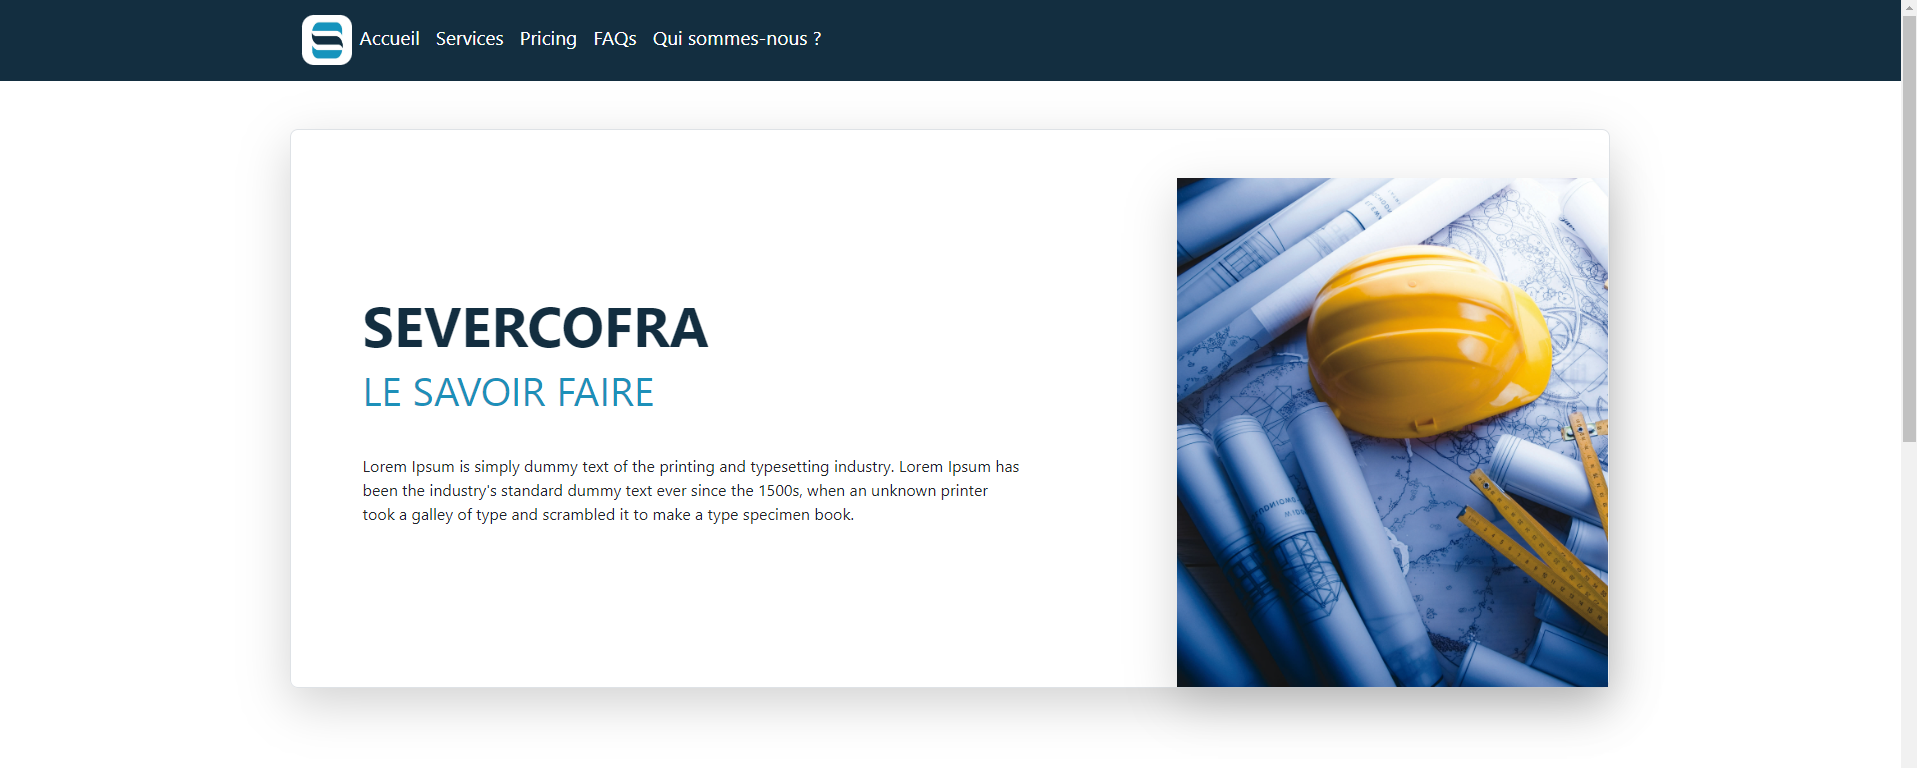 Accueil Services Pricing FAQs Qui sommes-nous ?
SEVERCOFRA
LE SAVOIR FAIRE
Lorem Ipsum is simply dummy text of the printing and typesetting industry. Lorem Ipsum has
been the industry's standard dummy text ever since the 1500s, when an unknown printer
took a galley of type and scrambled it to make a type specimen book.